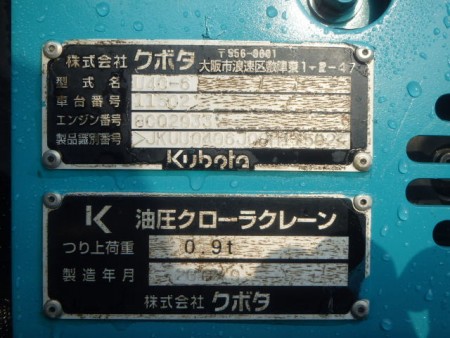 株式会社 クボタ 〒556-0001
大阪市浪速区敷津東1-2-47
型式名 U40-6
車台番号
エンジン番号
製品識別番号
Kubota
K 油圧クローラクレーン
つり上荷重 0.9t
製造年月
株式会社 クボタ